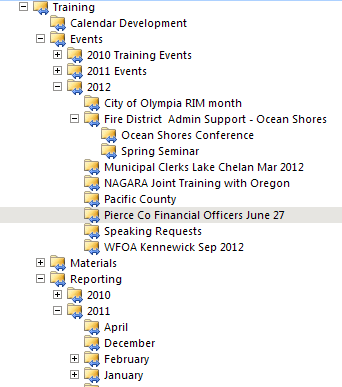 Training
Calendar Development
Events
2010 Training Events
2011 Events
2012
City of Olympia RIM month
Fire District  Admin Support - Ocean Shores
Ocean Shores Conference
Spring Seminar
Municipal Clerks Lake Chelan Mar 2012
NAGARA Joint Training with Oregon
Pacific County
Pierce Co Financial Officers June 27
Speaking Requests
WFOA Kennewick Sep 2012
Materials
Reporting
2010
2011
April
December
February
January